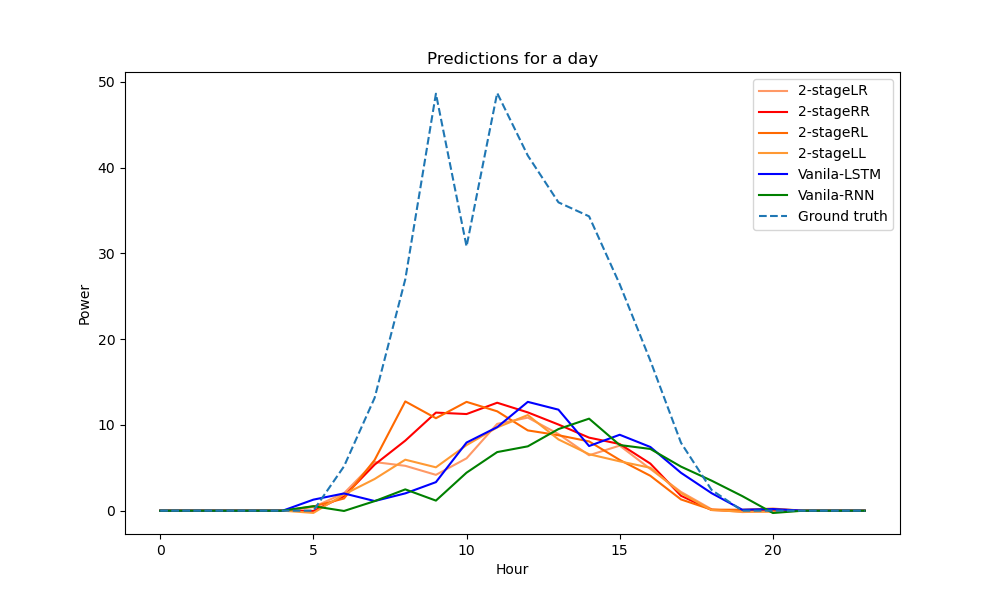 Predictions for a day
50
40
30
20
10
0
Power
0 5 10 15 20
Hour
2-stageLR
2-stageRR
2-stageRL
2-stageLL
Vanila-LSTM
Vanila-RNN
Ground truth